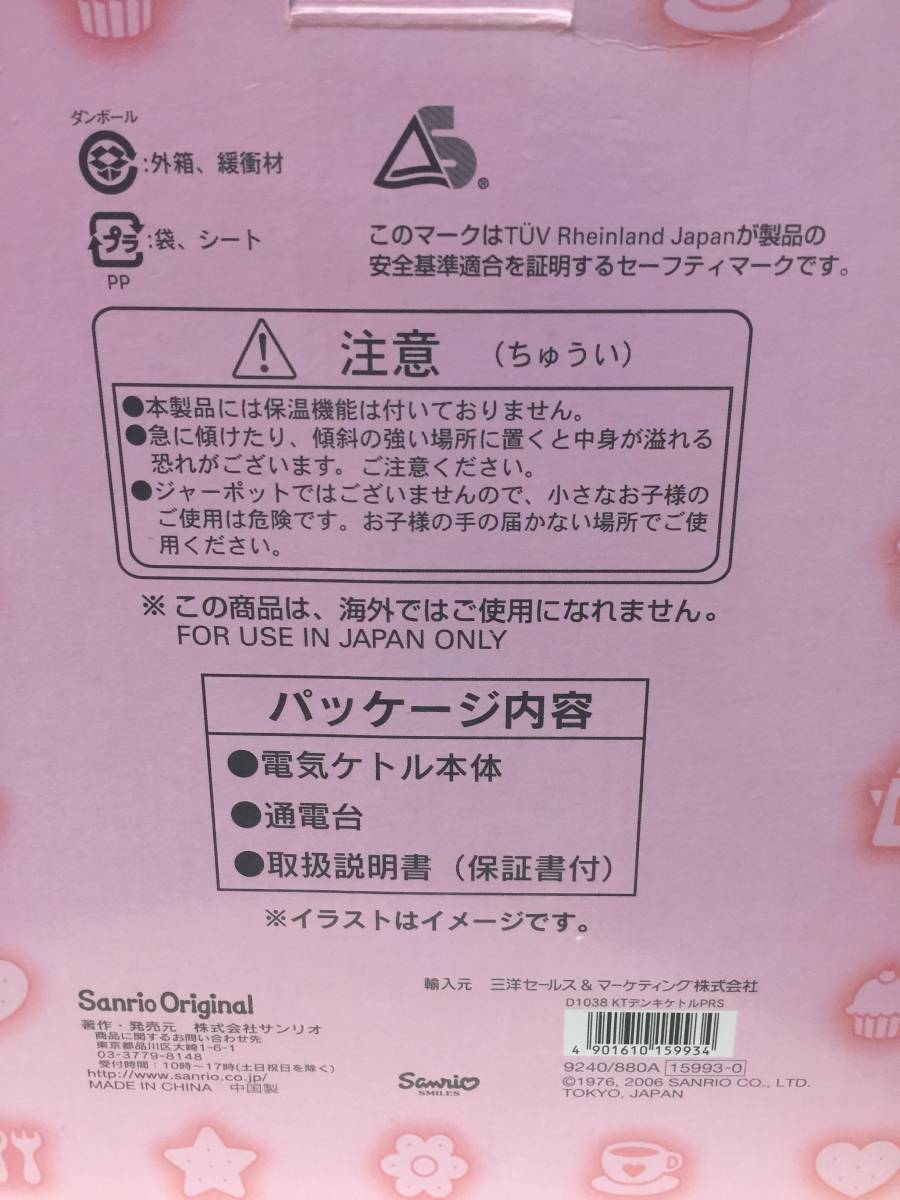 ダンボール
:外箱、緩衝材
プラ:袋、シート
PP
S®
このマークはTÜV Rheinland Japanが製品の
安全基準適合を証明するセーフティマークです。
! 注意 (ちゅうい)
●本製品には保温機能は付いておりません。
●急に傾けたり、傾斜の強い場所に置くと中身が溢れる
恐れがございます。ご注意ください。
●ジャーポットではございませんので、小さなお子様の
ご使用は危険です。お子様の手の届かない場所でご使
用ください。
※この商品は、海外ではご使用になれません。
FOR USE IN JAPAN ONLY
パッケージ内容
●電気ケトル本体
●通電台
●取扱説明書(保証書付)
※イラストはイメージです。
Sanrio Original
著作・発売元 株式会社サンリオ
商品に関するお問い合わせ先
東京都品川区大崎1-6-1
03-3779-8148
受付時間:10時~17時(土日祝日を除く)
http://www.sanrio.co.jp/
MADE IN CHINA 中国製
Sanrio
SMILES
輸入元 三洋セールス&マーケティング株式会社
D1038 KTデンキケトルPRS
4 901610 159934
9240/880A 15993-0
©1976, 2006 SANRIO CO., LTD.
TOKYO, JAPAN